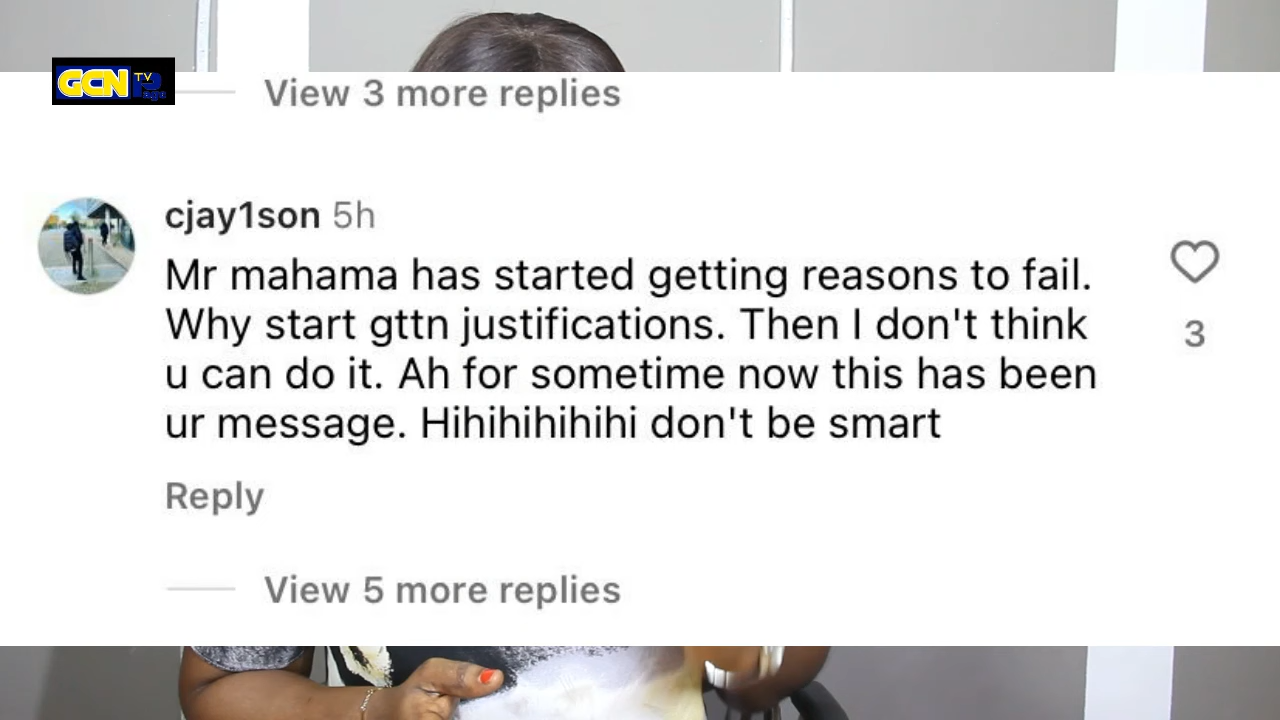 GCN TV
View 3 more replies
cjay1son 5h
Mr mahama has started getting reasons to fail.
Why start gttn justifications. Then I don't think
u can do it. Ah for sometime now this has been
ur message. Hihihihihihi don't be smart
3
Reply
View 5 more replies